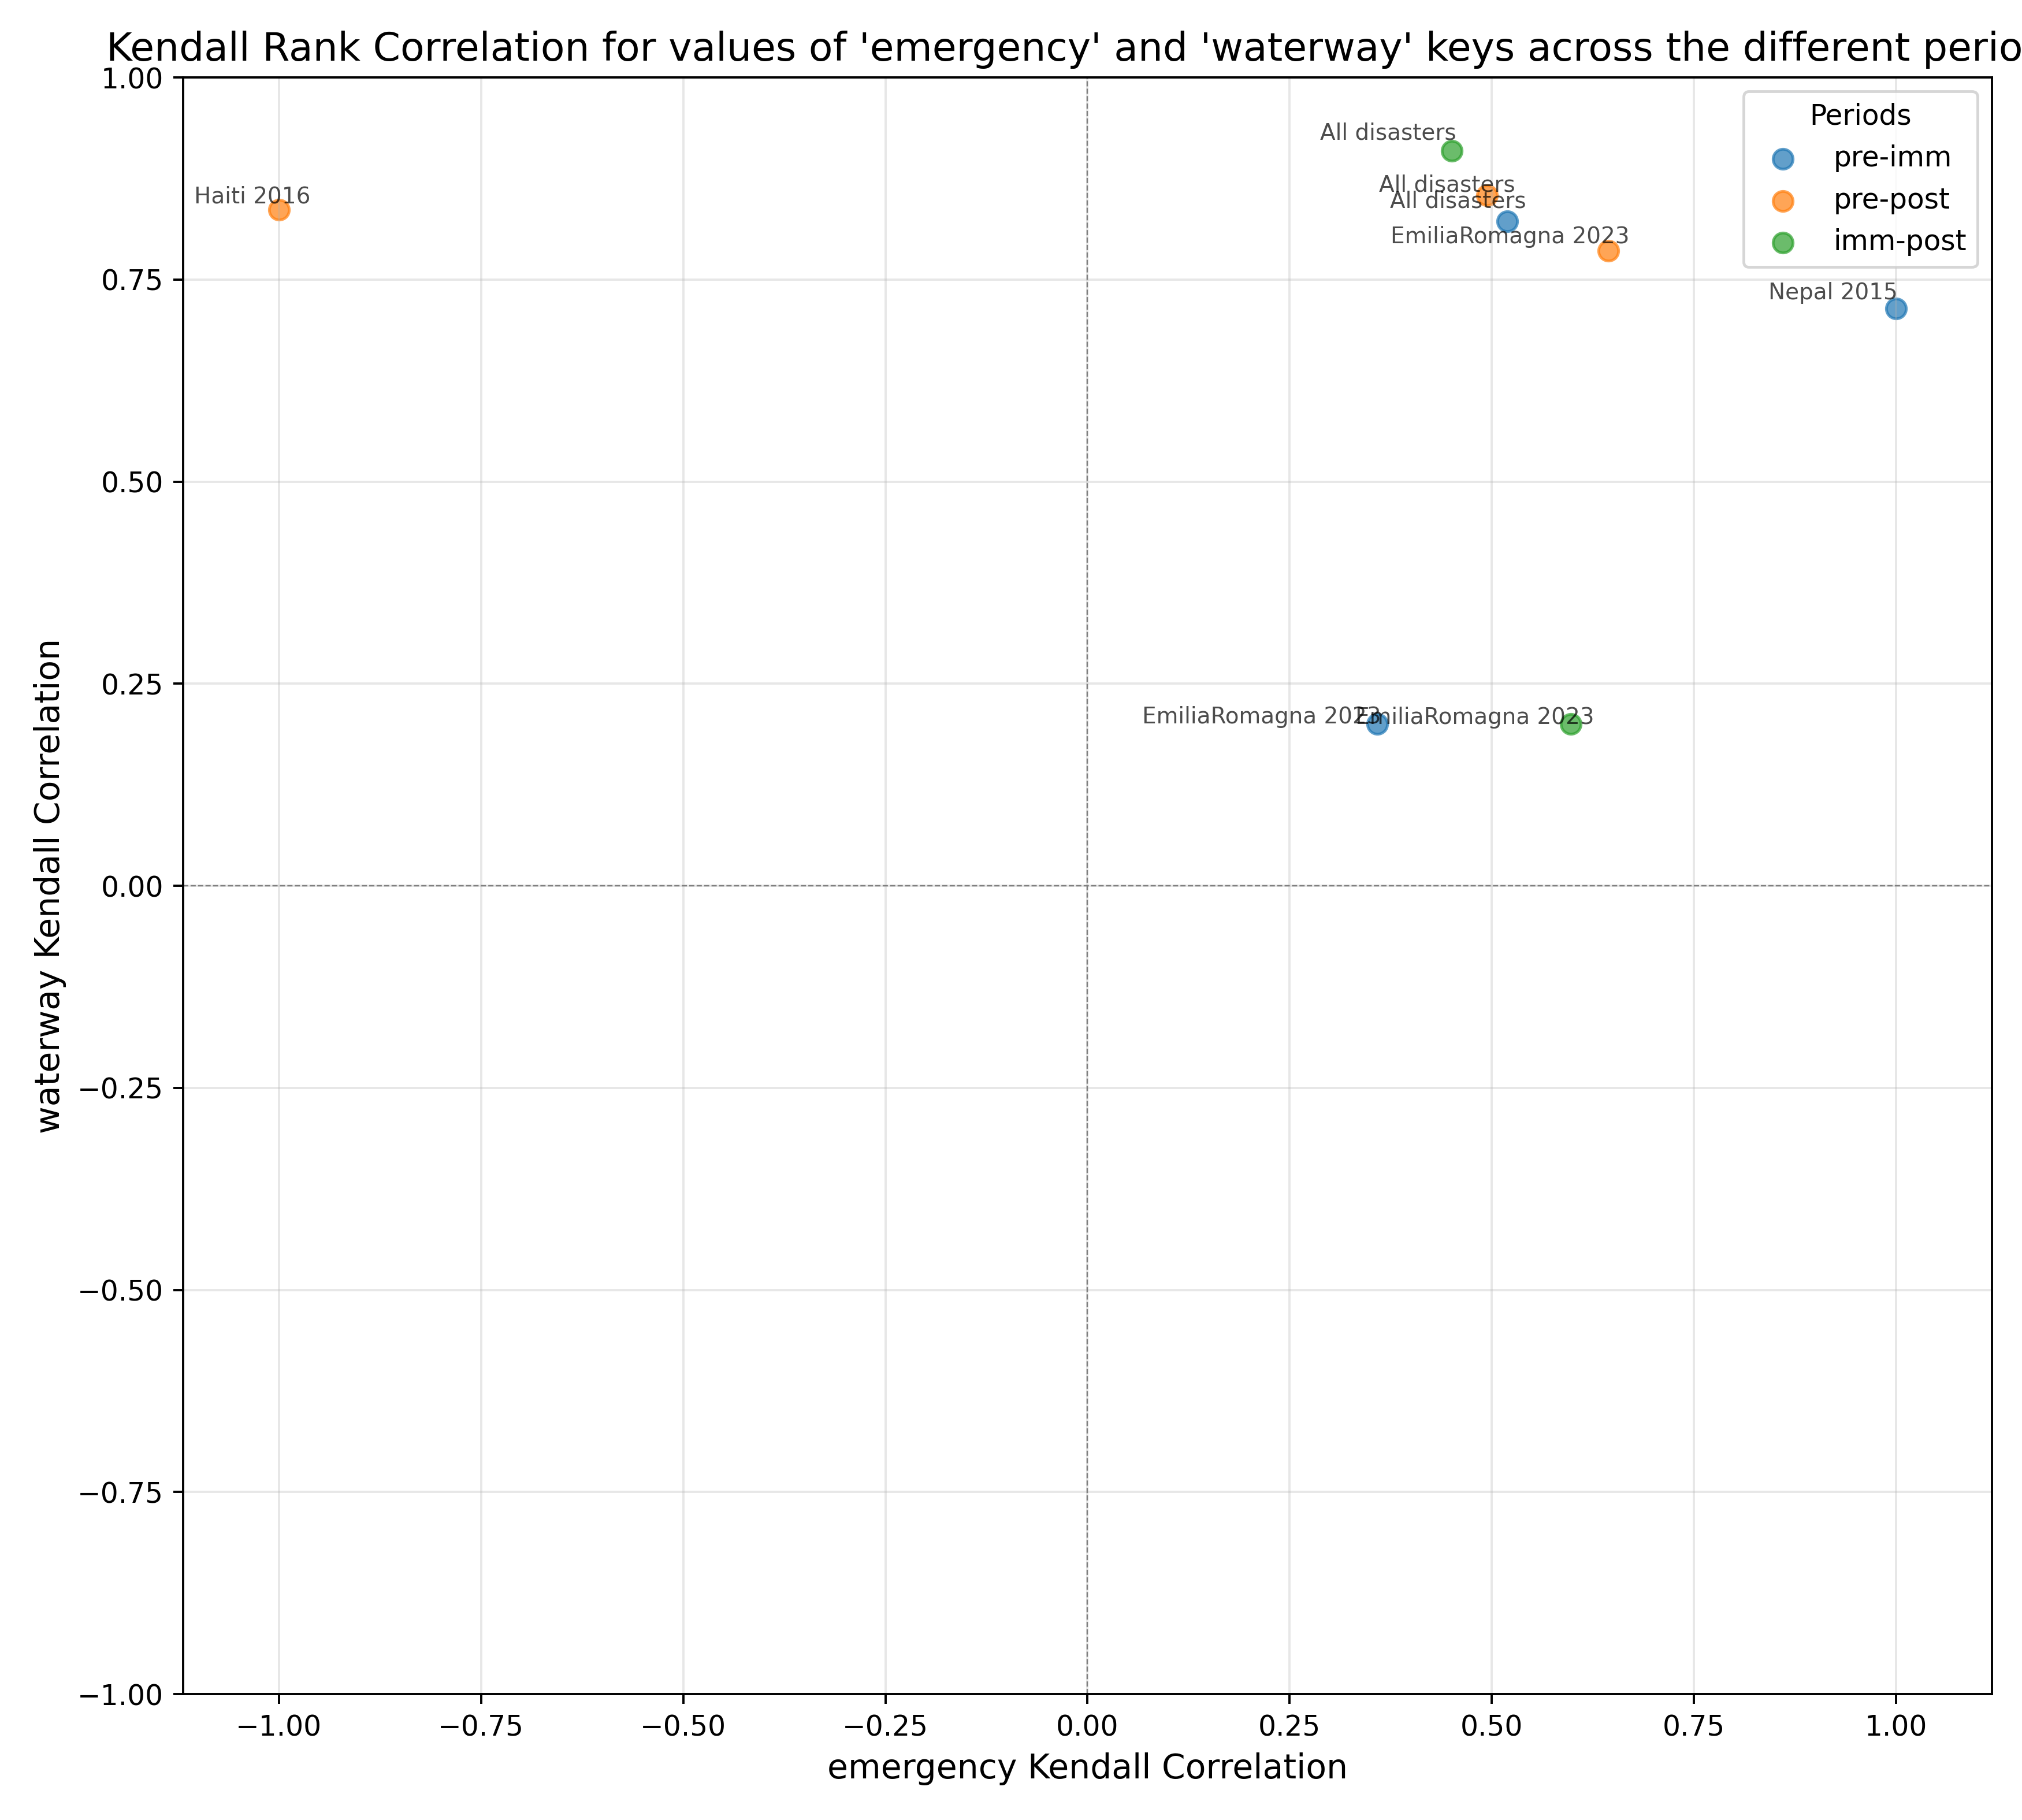 Kendall Rank Correlation for values of 'emergency' and 'waterway' keys across the different perio
Periods
pre-imm
pre-post
imm-post
All disasters
All disasters
All disasters
Haiti 2016
EmiliaRomagna 2023
Nepal 2015
EmiliaRomagna 2023
EmiliaRomagna 2023
waterway Kendall Correlation
1.00
0.75
0.50
0.25
0.00
−0.25
−0.50
−0.75
−1.00
−1.00
−0.75
−0.50
−0.25
0.00
0.25
0.50
0.75
1.00
emergency Kendall Correlation